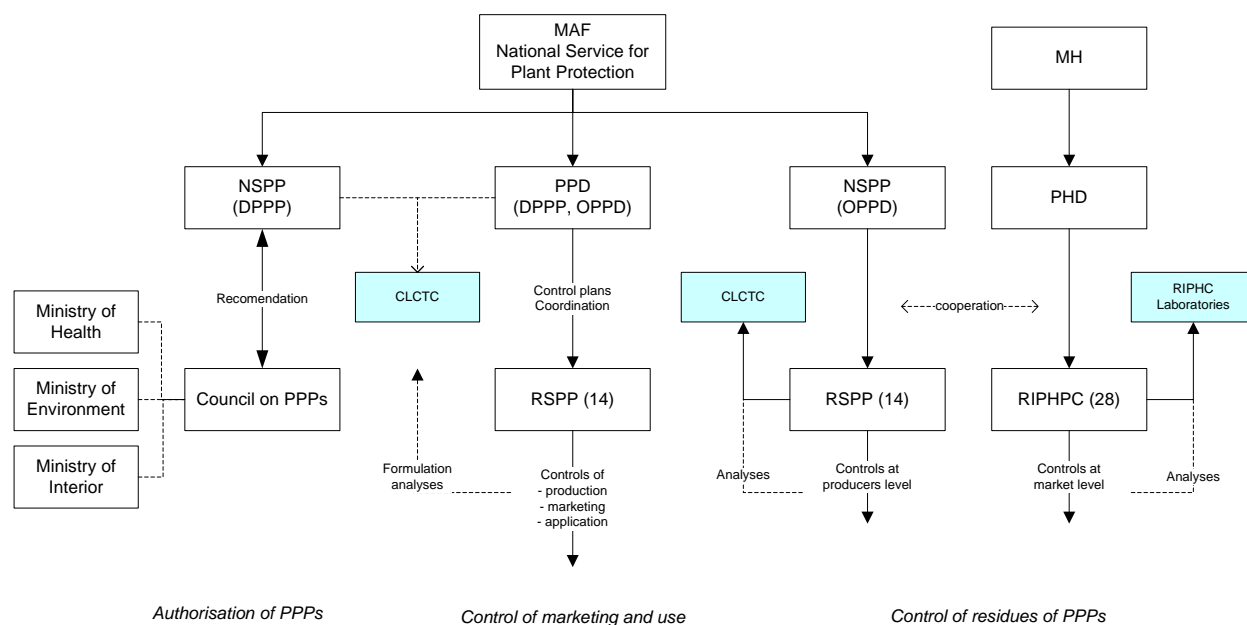 MAF
National Service for
Plant Protection
MH
NSPP
(DPPP)
PPD
(DPPP, OPPD)
NSPP
(OPPD)
PHD
Recomendation
CLCTC
Control plans
Coordination
CLCTC
cooperation
RIPHC
Laboratories
Ministry of
Health
Ministry of
Environment
Ministry of
Interior
Council on PPPs
RSPP (14)
RSPP (14)
RIPHPC (28)
Formulation
analyses
Controls of
- production
- marketing
- application
Analyses
Controls at
producers level
Controls at
market level
Analyses
Authorisation of PPPs
Control of marketing and use
Control of residues of PPPs